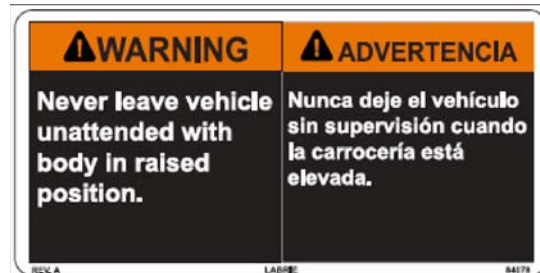 WARNING
Never leave vehicle
unattended with
body in raised
position.
ADVERTENCIA
Nunca deje el vehículo
sin supervisión cuando
la carrocería está
elevada.
REV. A
LABRIE
84078